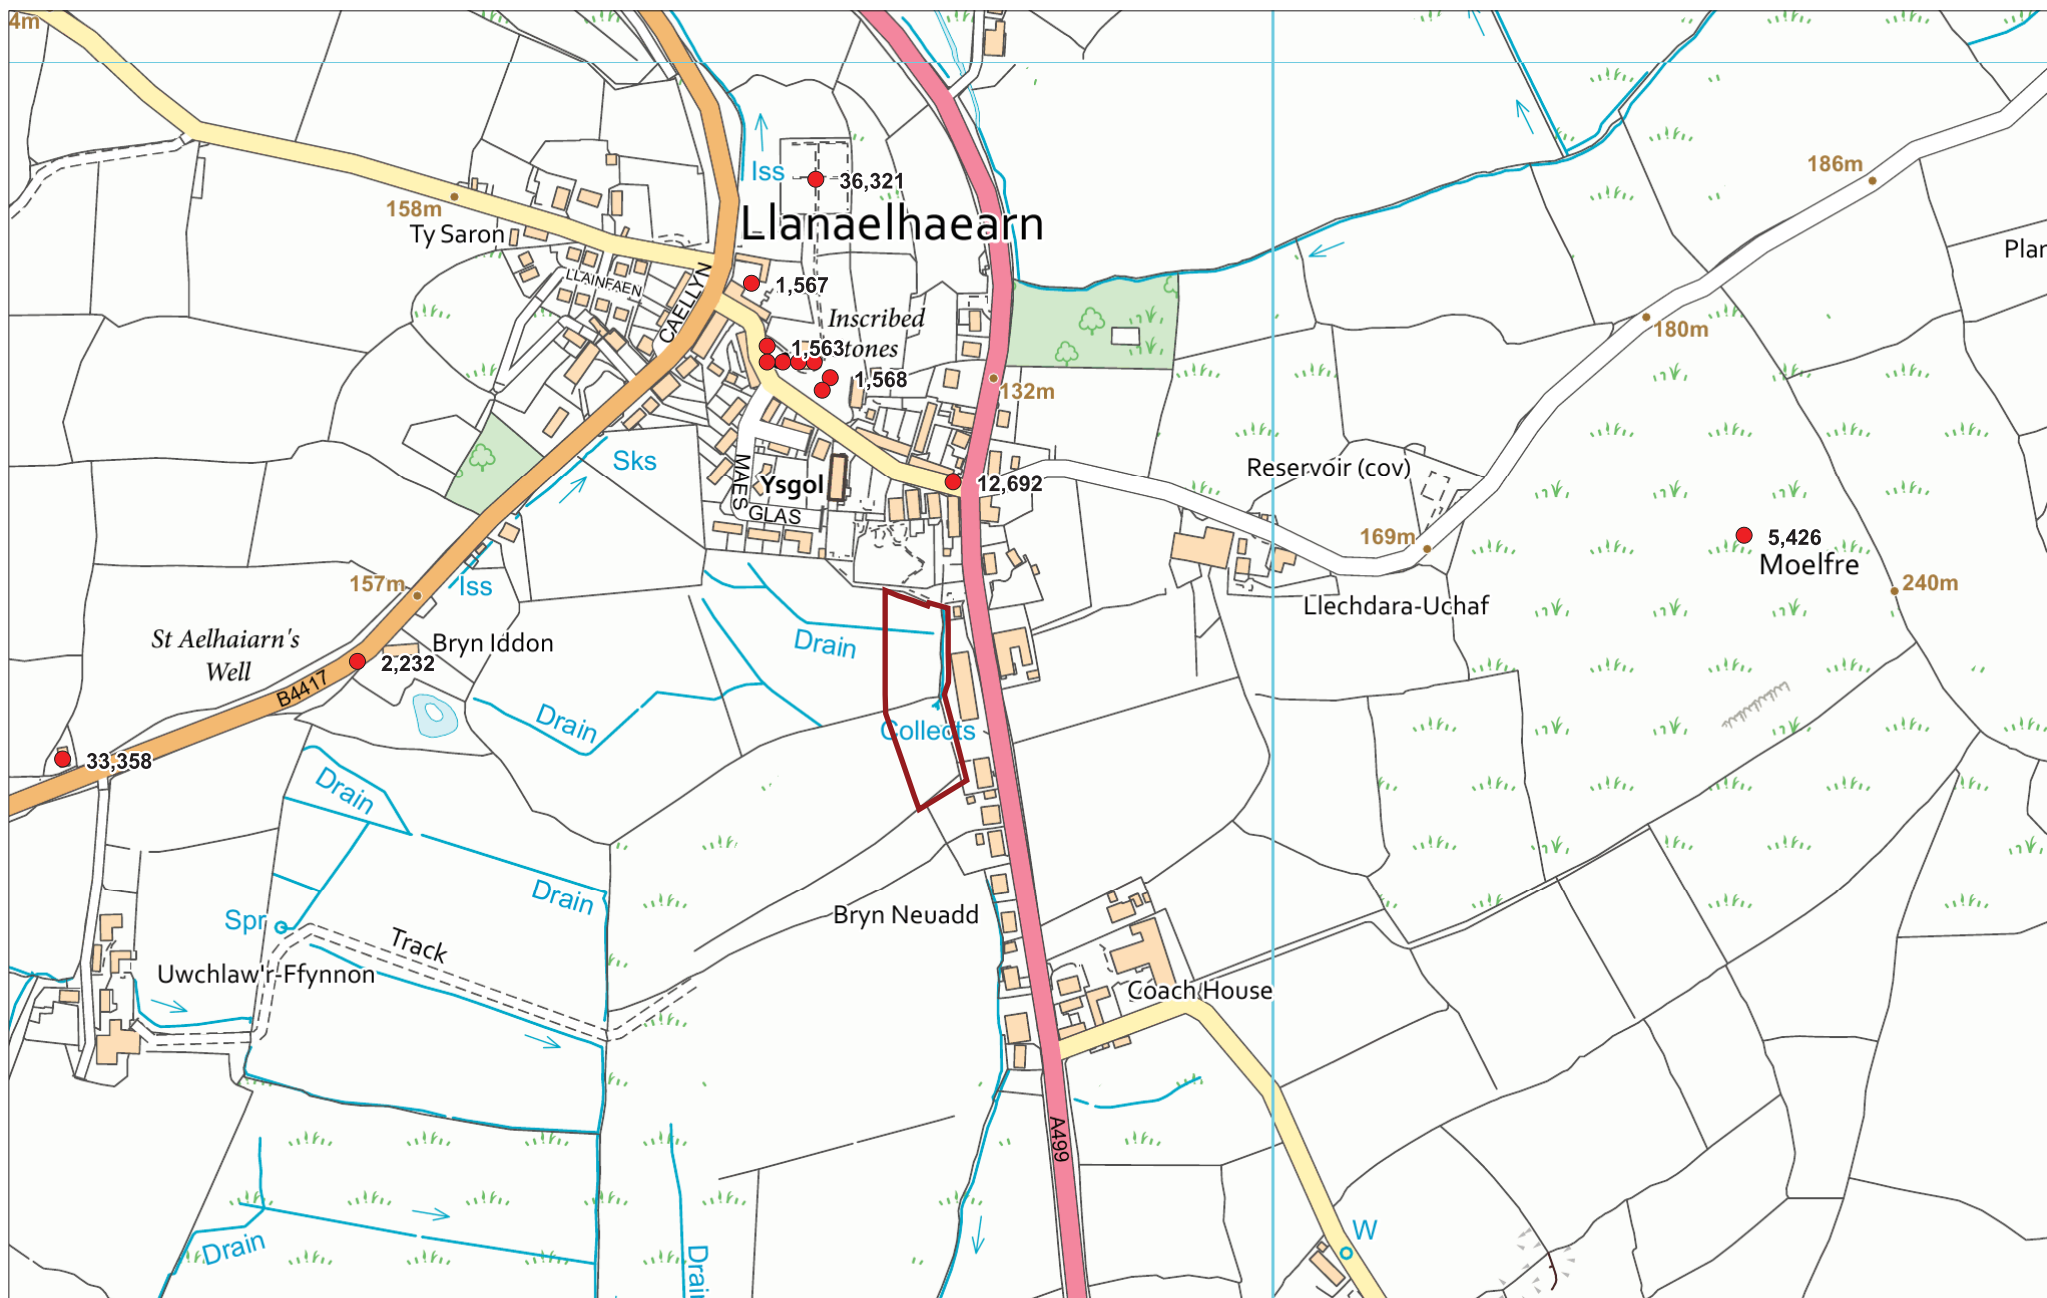 4m
186m
Iss
36,321
158m
Llanaelhaearn
Ty Saron
Plan
LLAINFAEN
CAELLYN
1,567
Inscribed
Stones
1,563
180m
1,568
132m
Sks
MAES
GLAS
Ysgol
12,692
Reservoir (cov)
169m
5,426
Moelfre
240m
157m
Iss
Llechdara-Uchaf
St Aelhaiarn's
Well
Bryn Iddon
Drain
2,232
B4417
Drain
Collects
33,358
Drain
Drain
Spr
Track
Bryn Neuadd
Uwchlaw'r-Ffynnon
Coach House
A499
Drain
Drain
W